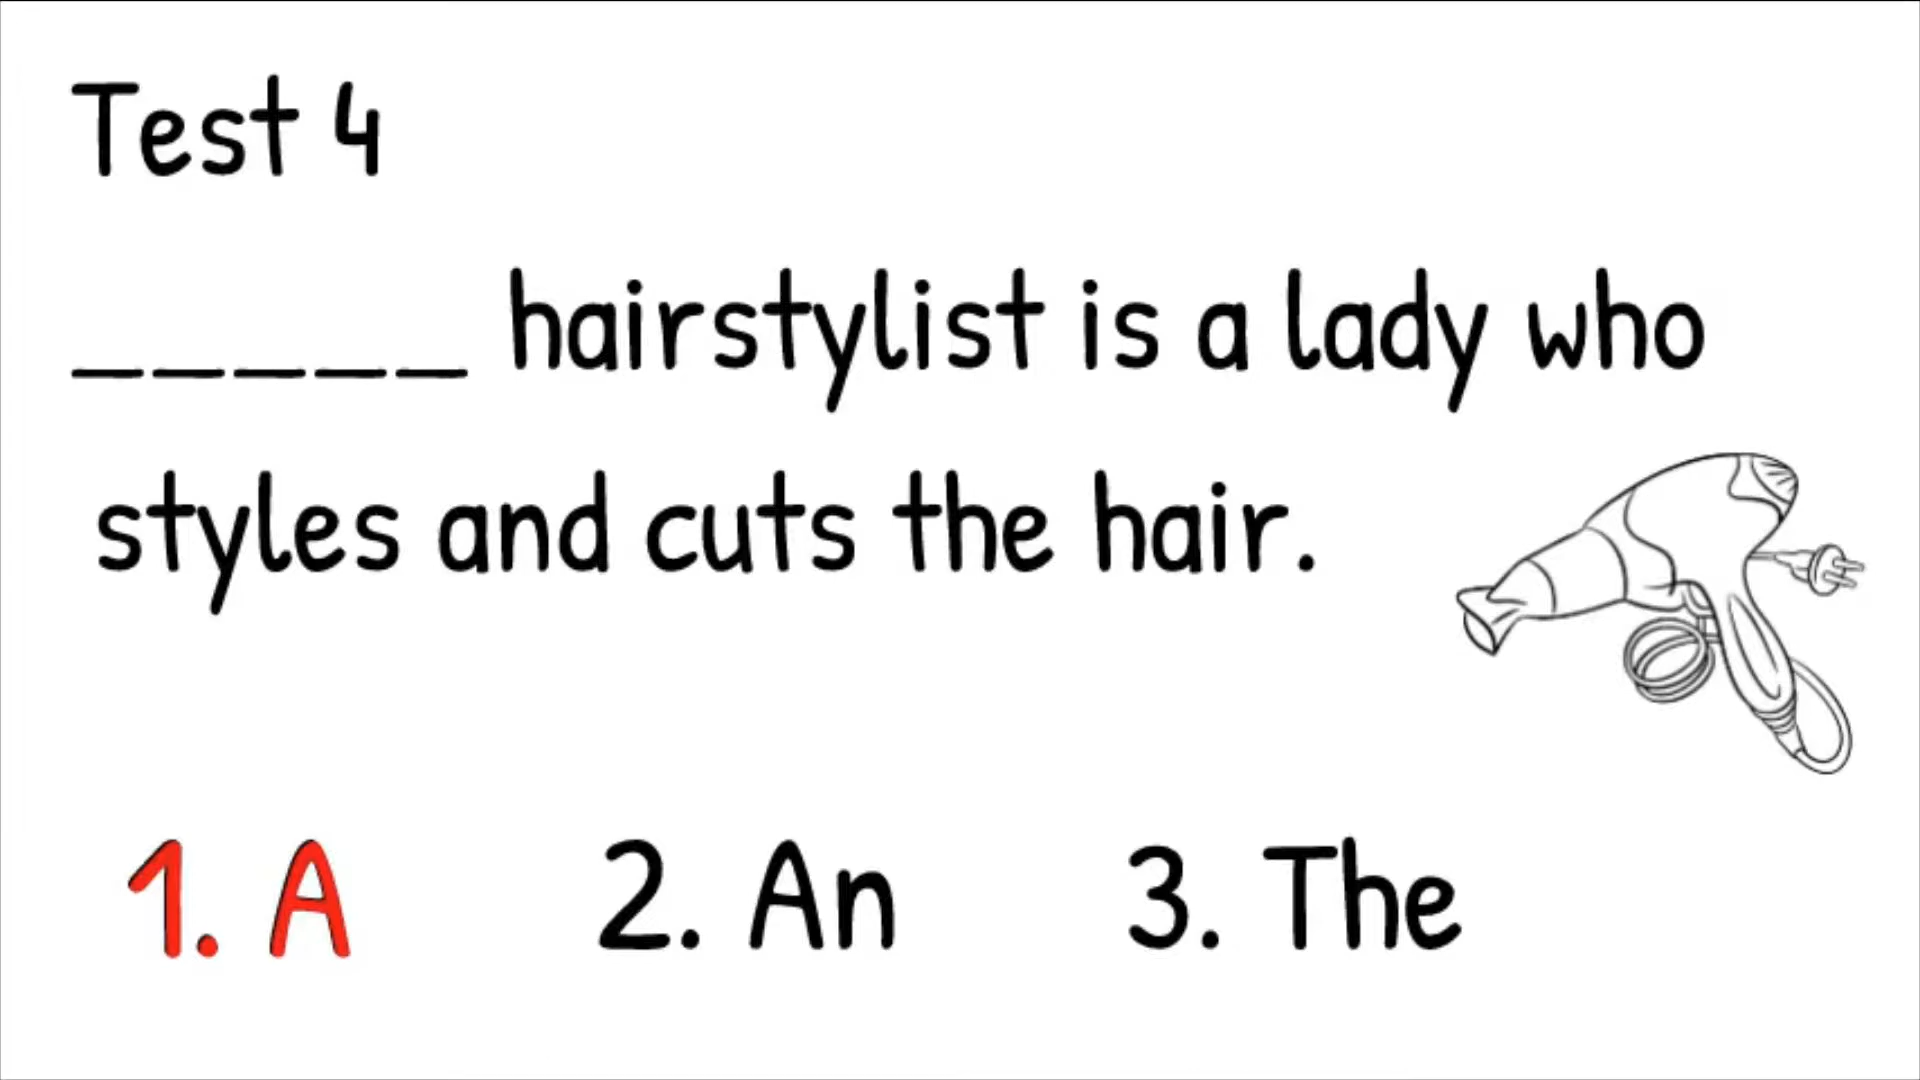 Test 4
_____ hairstylist is a lady who
styles and cuts the hair.
1. A 2. An 3. The